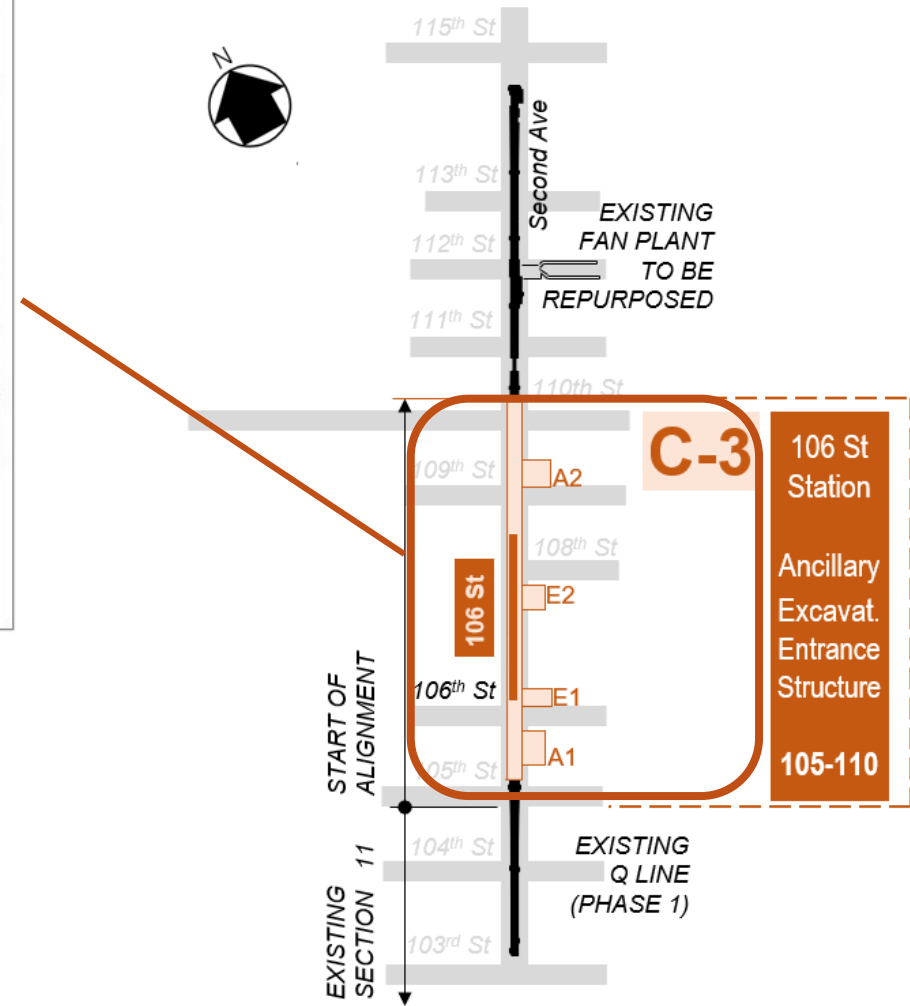 115th St
N
Second Ave
113th St
EXISTING
FAN PLANT
TO BE
REPURPOSED
112th St
111th St
110th St
C-3
106 St
Station
Ancillary
Excavat.
Entrance
Structure
105-110
109th St
A2
108th St
E2
106 St
106th St
E1
A1
105th St
START OF
ALIGNMENT
104th St
EXISTING
Q LINE
(PHASE 1)
EXISTING
SECTION 11
103rd St